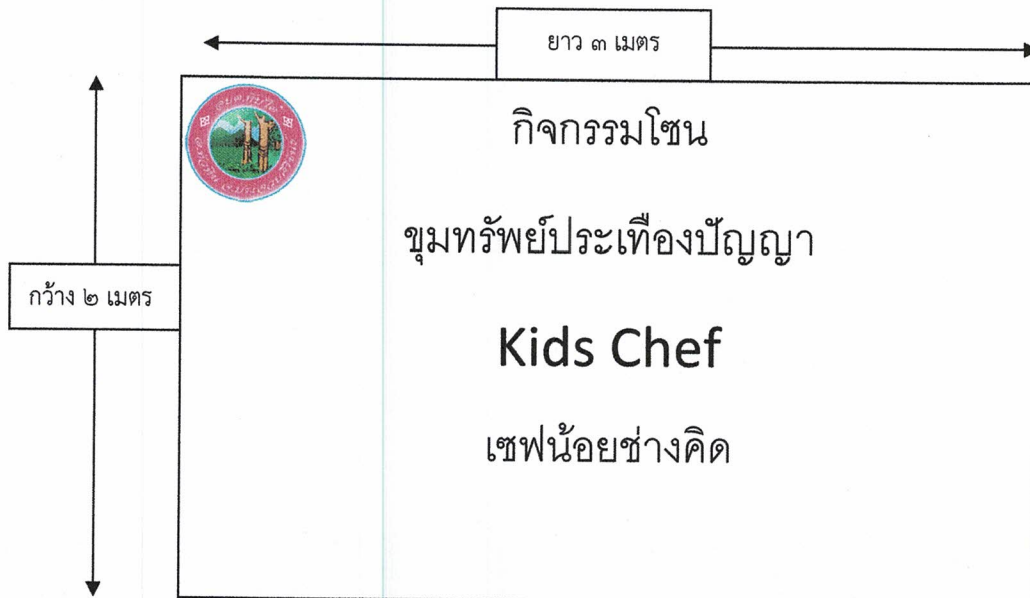 ยาว ๓ เมตร
กิจกรรมโซน
ขุมทรัพย์ประเทืองปัญญา
กว้าง ๒ เมตร
Kids Chef
เซฟน้อยช่างคิด